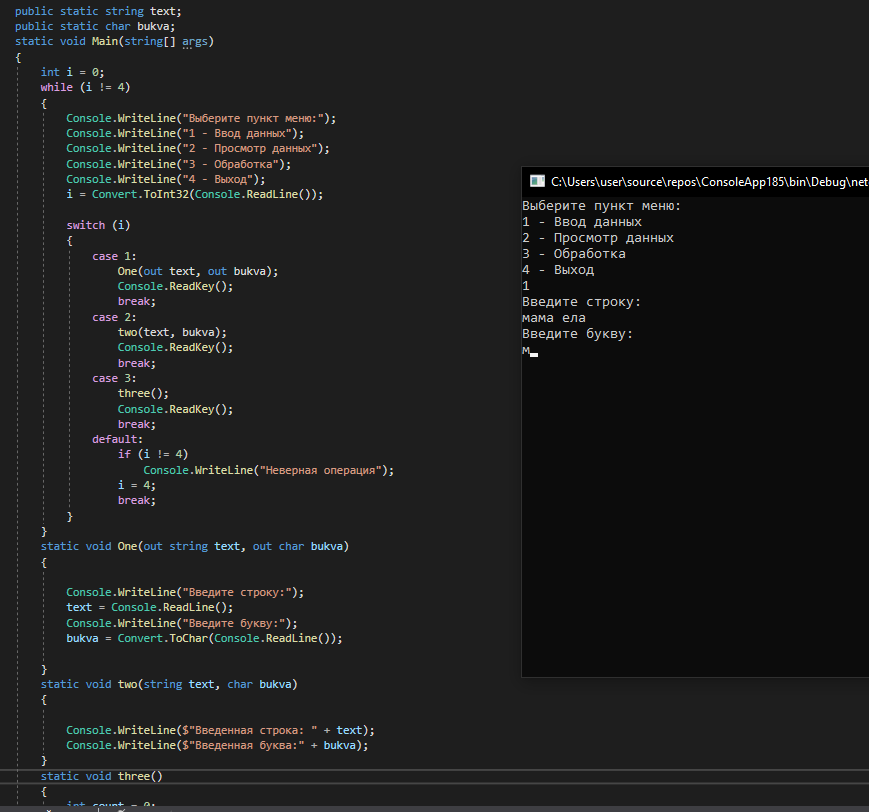 public static string text;
public static char bukva;
static void Main(string[] args)
{
int i = 0;
while (i != 4)
{
Console.WriteLine("Выберите пункт меню:");
Console.WriteLine("1 - Ввод данных");
Console.WriteLine("2 - Просмотр данных");
Console.WriteLine("3 - Обработка");
Console.WriteLine("4 - Выход");
i = Convert.ToInt32(Console.ReadLine());
switch (i)
{
case 1:
One(out text, out bukva);
Console.ReadKey();
break;
case 2:
two(text, bukva);
Console.ReadKey();
break;
case 3:
three();
Console.ReadKey();
break;
default:
if (i != 4)
Console.WriteLine("Неверная операция");
i = 4;
break;
}
}
static void One(out string text, out char bukva)
{
Console.WriteLine("Введите строку:");
text = Console.ReadLine();
Console.WriteLine("Введите букву:");
bukva = Convert.ToChar(Console.ReadLine());
}
static void two(string text, char bukva)
{
Console.WriteLine($"Введенная строка: " + text);
Console.WriteLine($"Введенная буква:" + bukva);
}
static void three()
{
int count = 0;
C:\Users\user\source\repos\ConsoleApp185\bin\Debug\net
Выберите пункт меню:
1 - Ввод данных
2 - Просмотр данных
3 - Обработка
4 - Выход
1
Введите строку:
мама ела
Введите букву:
м